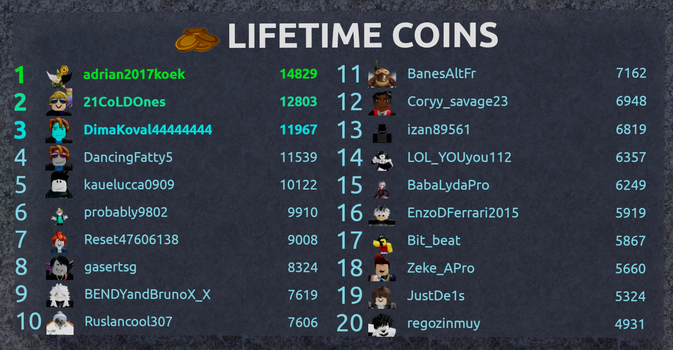 LIFETIME COINS
1 adrian2017koek 14829
2 21CoLDOnes 12803
3 DimaKoval44444444 11967
4 DancingFatty5 11539
5 kauelucca0909 10122
6 probably9802 9910
7 Reset47606138 9008
8 gasertsg 8324
9 BENDYandBrunoX_X 7619
10 Ruslancool307 7606
11 BanesAltFr 7162
12 Coryy_savage23 6948
13 izan89561 6819
14 LOL_YOUyou112 6357
15 BabaLydaPro 6249
16 EnzoDFerrari2015 5919
17 Bit_beat 5867
18 Zeke_APro 5660
19 JustDe1s 5324
20 regozinmuy 4931